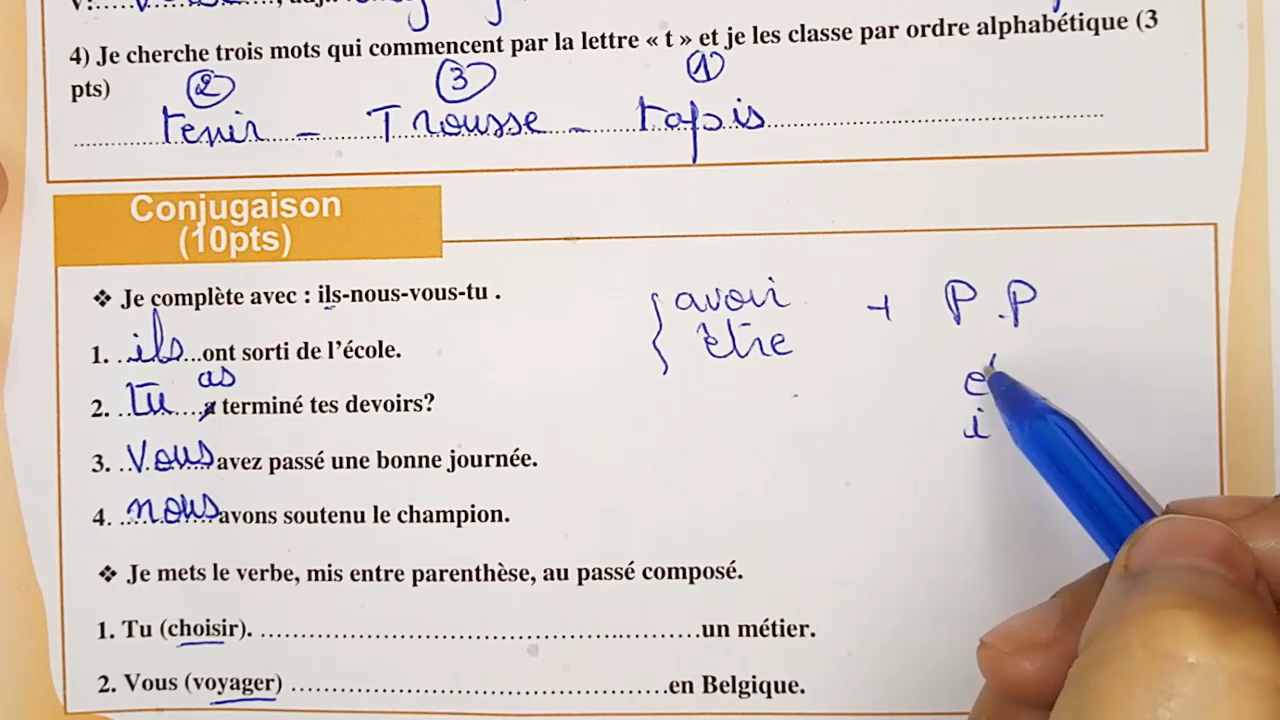 4) Je cherche trois mots qui commencent par la lettre « t » et je les classe par ordre alphabétique (3
pts)
2 3 1
tenir - Trousse - tapis
Conjugaison
(10pts)
❖ Je complète avec : ils-nous-vous-tu .
1. ..ils...ont sorti de l’école.
2. ..tu.... as terminé tes devoirs?
3. ..Vous avez passé une bonne journée.
4. ..nous avons soutenu le champion.
{ avoir
être
+ P.P
é
i
❖ Je mets le verbe, mis entre parenthèse, au passé composé.
1. Tu (choisir). ……………………………………………..………un métier.
2. Vous (voyager) …………………………………………………en Belgique.